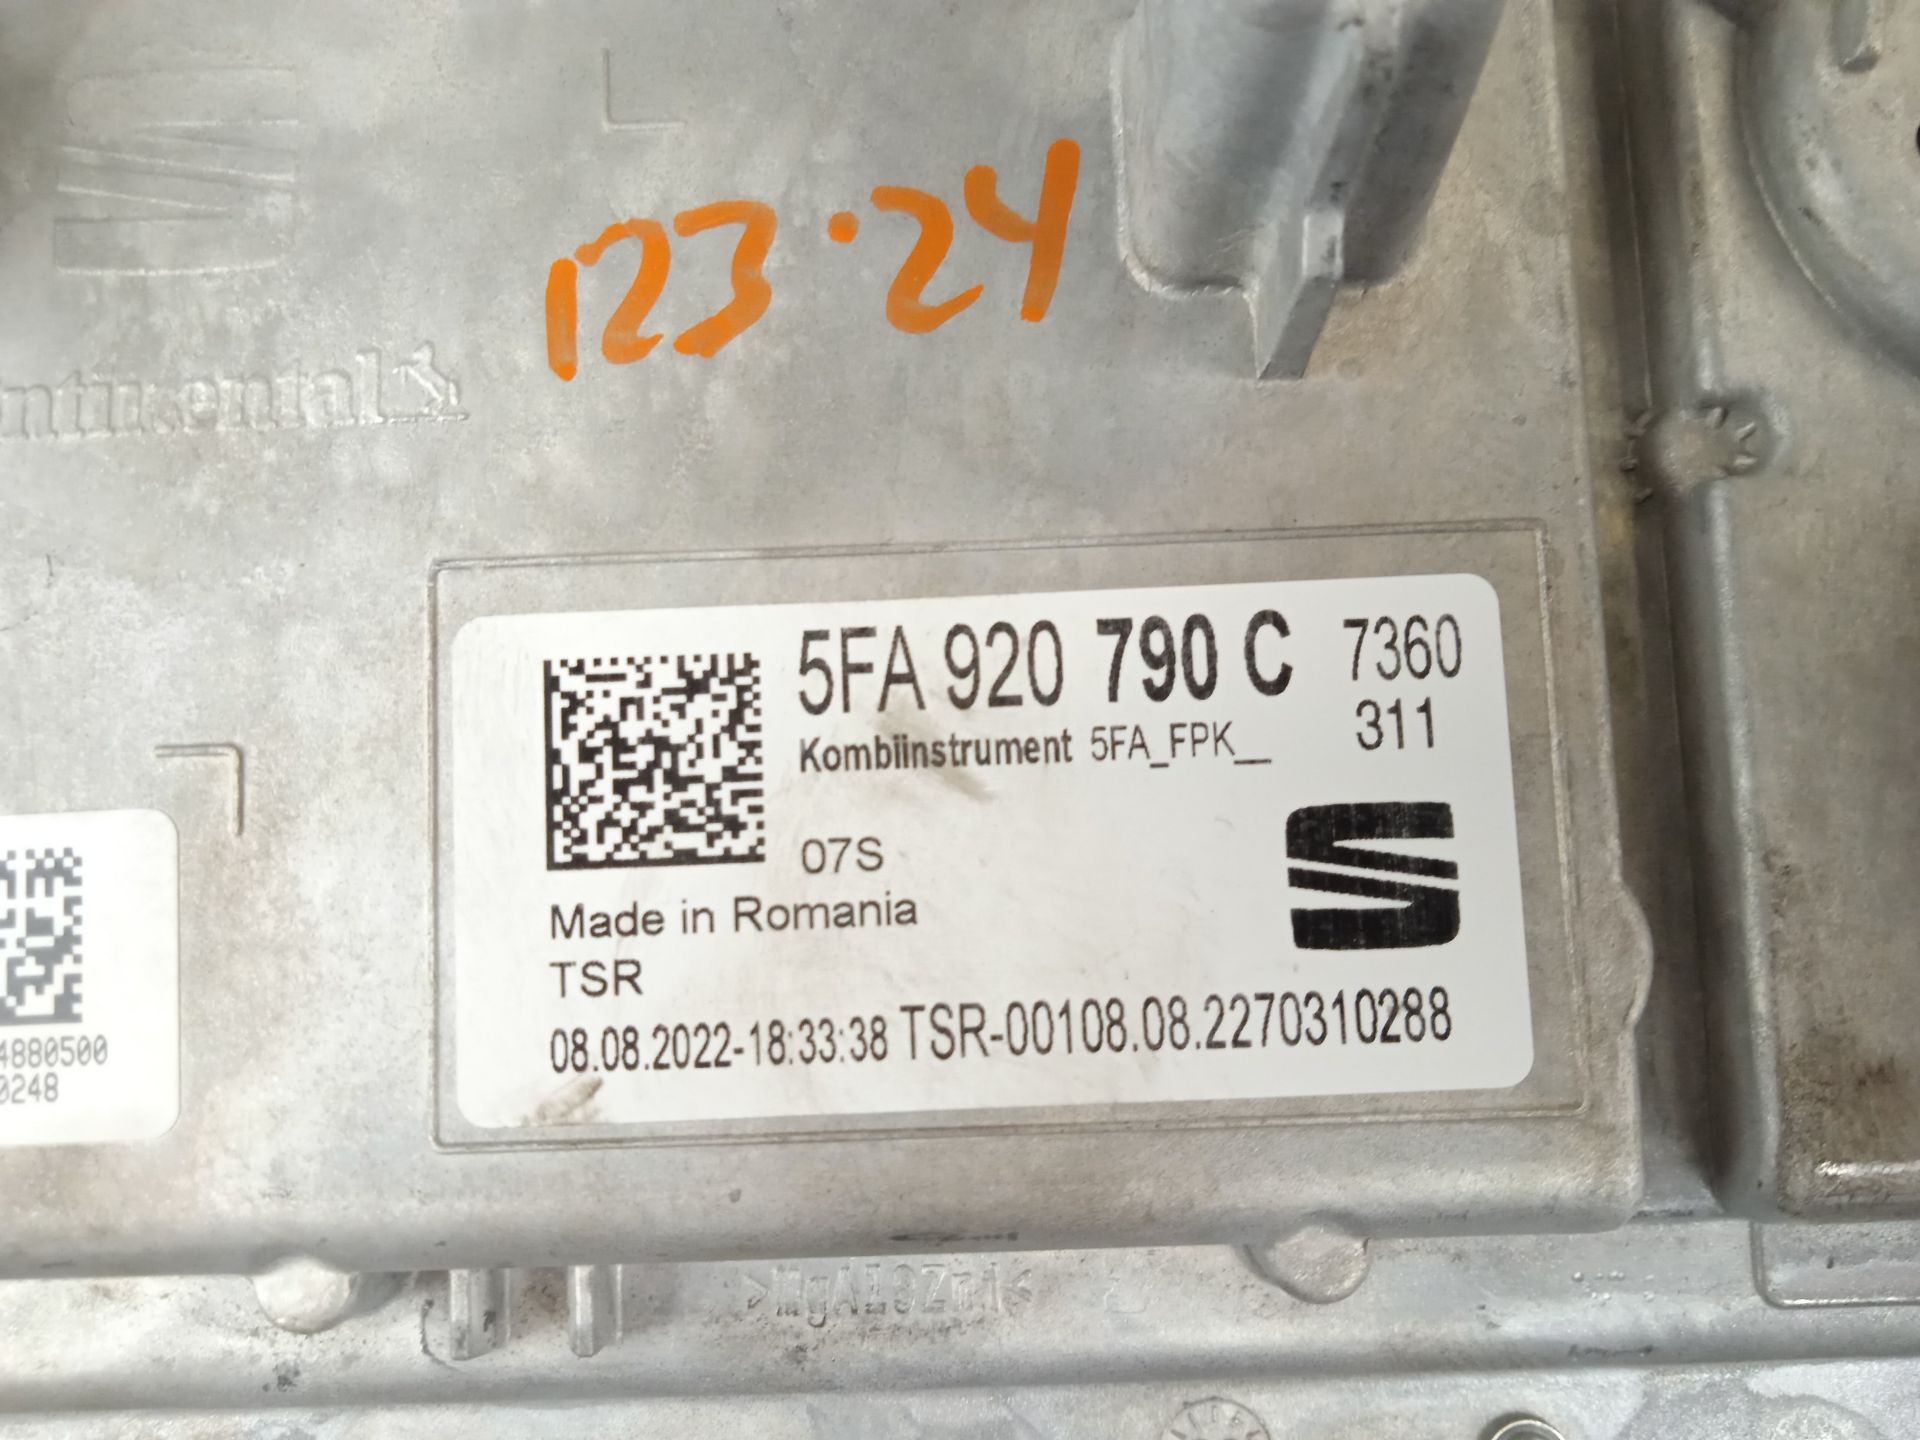 123·24
5FA 920 790 C 7360
Kombiinstrument 5FA_FPK__ 311
07S
Made in Romania
TSR
08.08.2022-18:33:38 TSR-00108.08.2270310288
4880500
0248
>MgAl9Zn1<